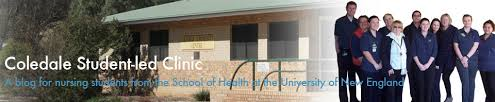 Coledale Student-led Clinic
A blog for nursing students from the School of Health at the University of New England